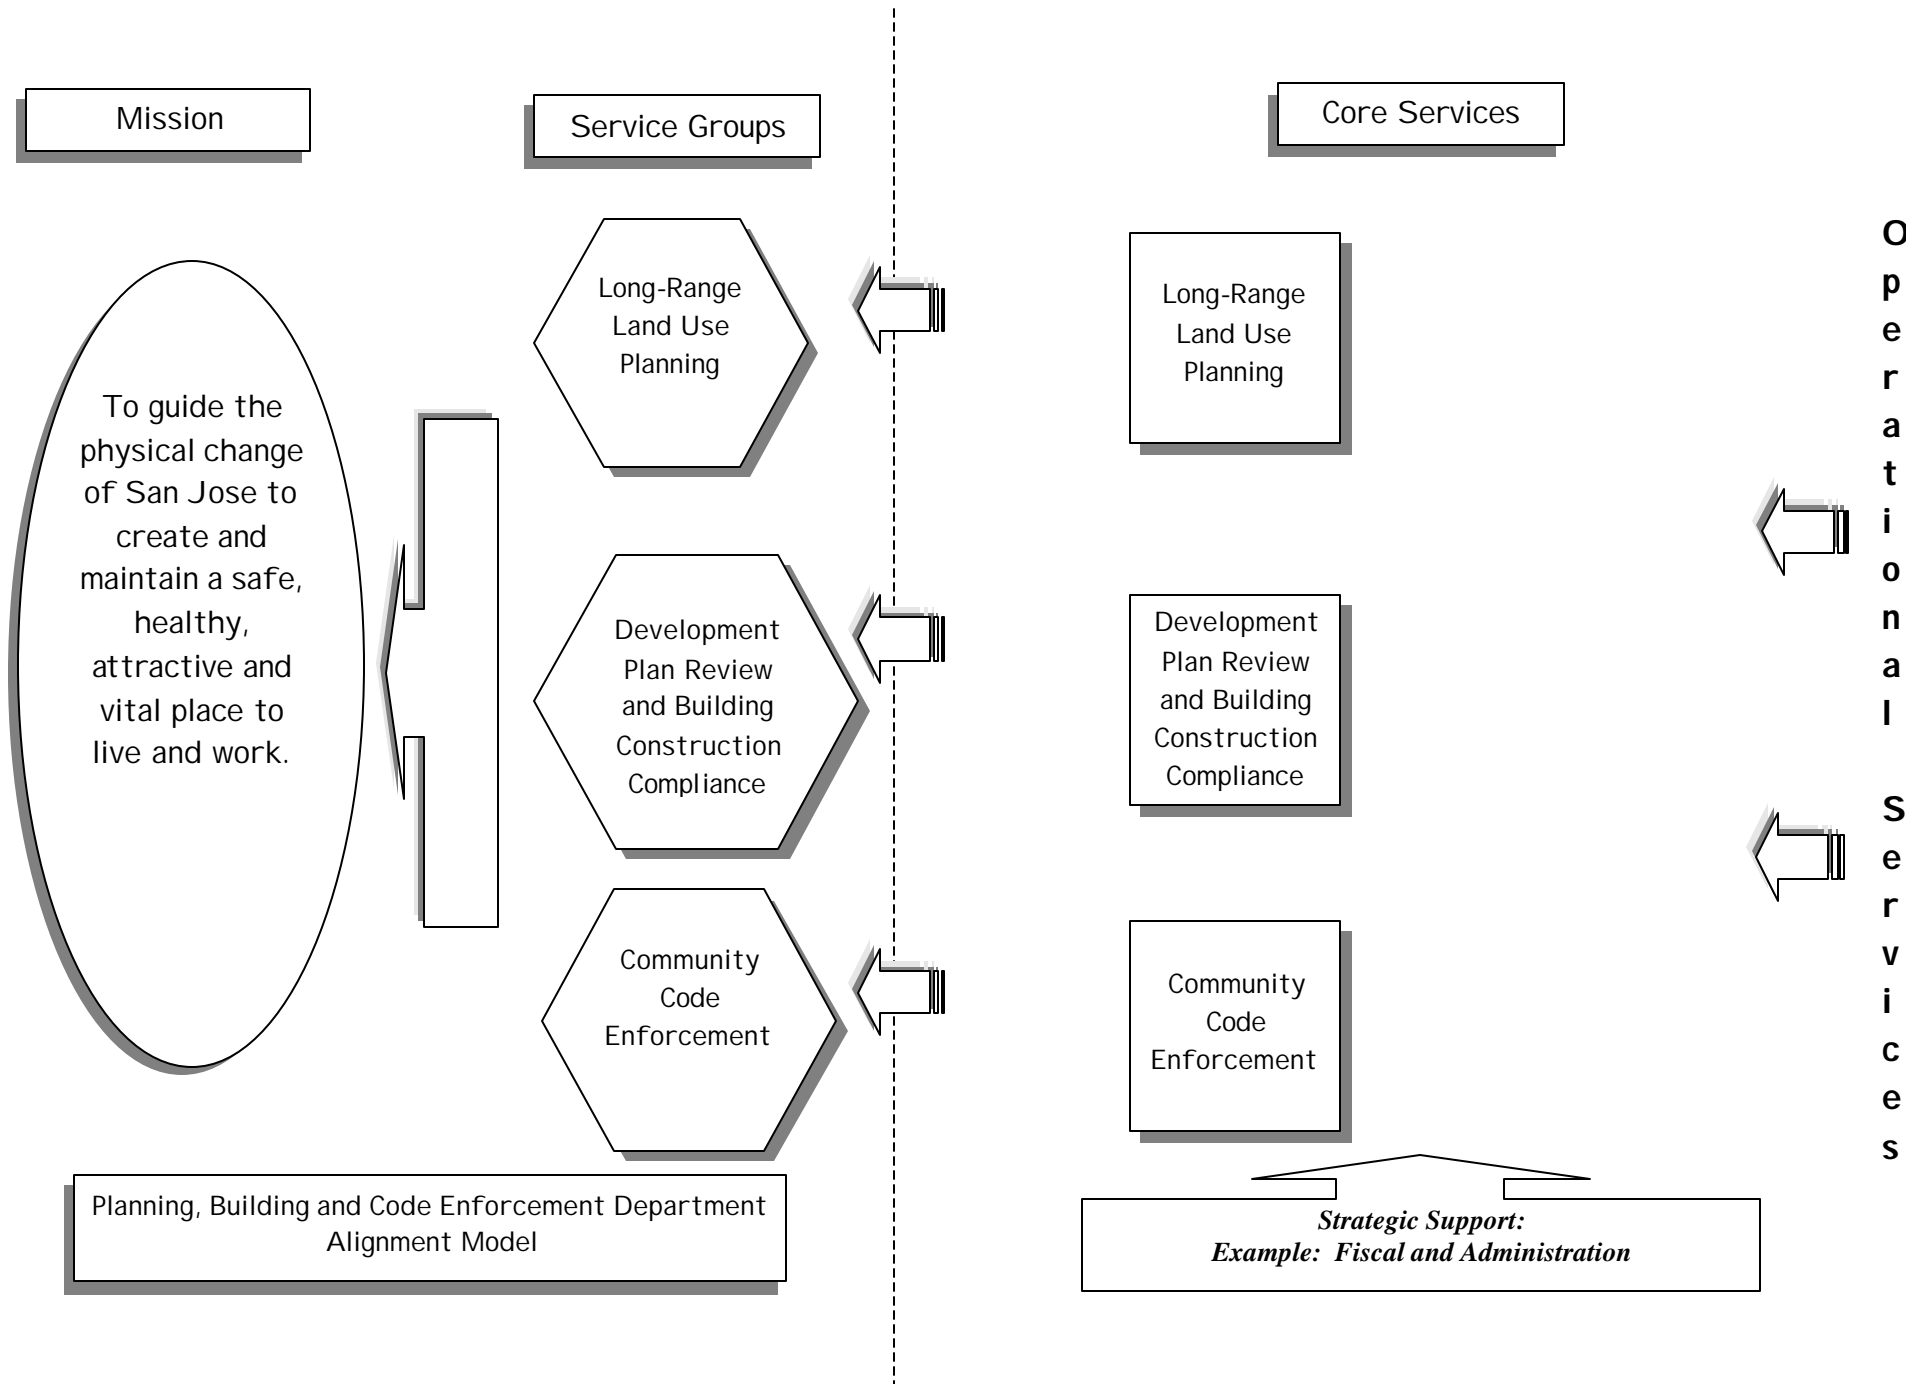 Mission
Service Groups
Core Services
To guide the
physical change
of San Jose to
create and
maintain a safe,
healthy,
attractive and
vital place to
live and work.
Long-Range
Land Use
Planning
Development
Plan Review
and Building
Construction
Compliance
Community
Code
Enforcement
Long-Range
Land Use
Planning
Development
Plan Review
and Building
Construction
Compliance
Community
Code
Enforcement
Operational Services
Planning, Building and Code Enforcement Department
Alignment Model
Strategic Support:
Example: Fiscal and Administration